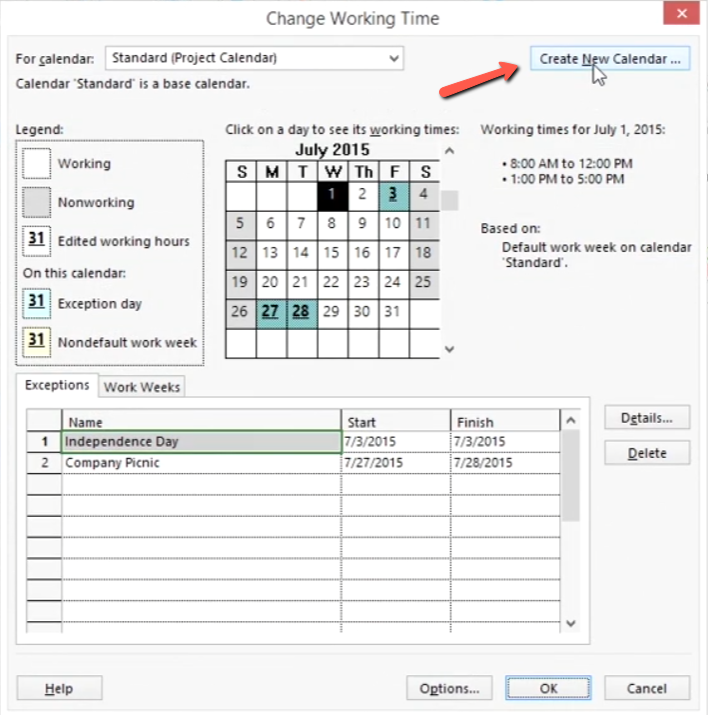 Change Working Time
For calendar: Standard (Project Calendar)
Create New Calendar ...
Calendar 'Standard' is a base calendar.
Legend:
Working
Nonworking
31 Edited working hours
On this calendar:
31 Exception day
31 Nondefault work week
Click on a day to see its working times:
July 2015
S M T W Th F S
1 2 3 4
5 6 7 8 9 10 11
12 13 14 15 16 17 18
19 20 21 22 23 24 25
26 27 28 29 30 31
Working times for July 1, 2015:
• 8:00 AM to 12:00 PM
• 1:00 PM to 5:00 PM
Based on:
Default work week on calendar
'Standard'.
Exceptions Work Weeks
Name Start Finish
1 Independence Day 7/3/2015 7/3/2015
2 Company Picnic 7/27/2015 7/28/2015
Details...
Delete
Help Options... OK Cancel